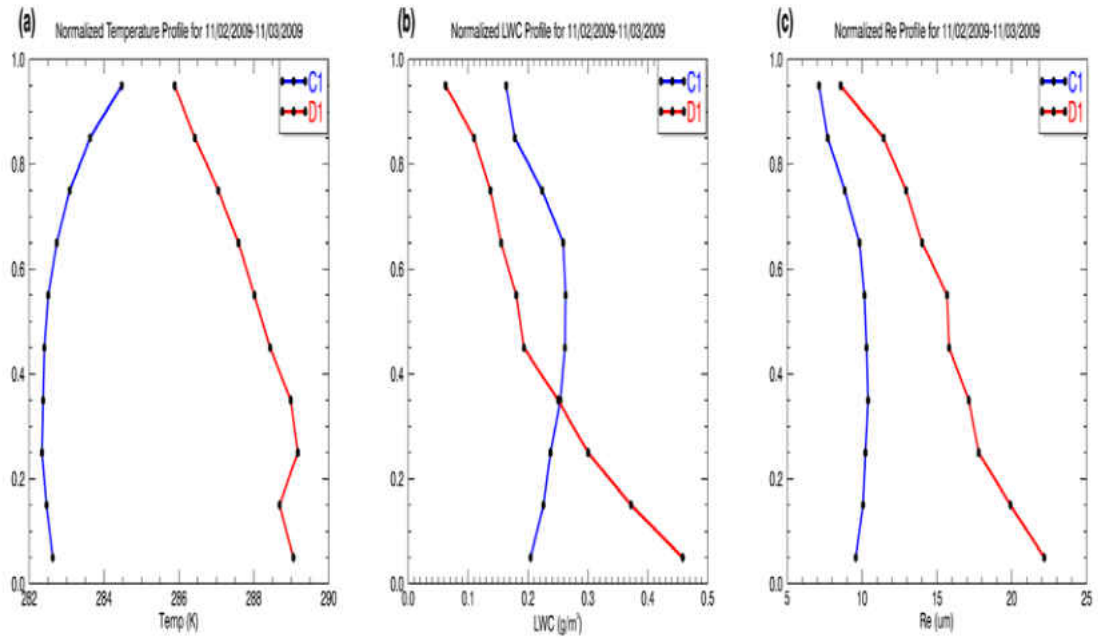 (a)
Normalized Temperature Profile for 11/02/2009-11/03/2009
C1
D1
1.0
0.8
0.6
0.4
0.2
0.0
282 284 286 288 290
Temp (K)
(b)
Normalized LWC Profile for 11/02/2009-11/03/2009
C1
D1
1.0
0.8
0.6
0.4
0.2
0.0
0.0 0.1 0.2 0.3 0.4 0.5
LWC (g/m³)
(c)
Normalized Re Profile for 11/02/2009-11/03/2009
C1
D1
1.0
0.8
0.6
0.4
0.2
0.0
5 10 15 20 25
Re (um)